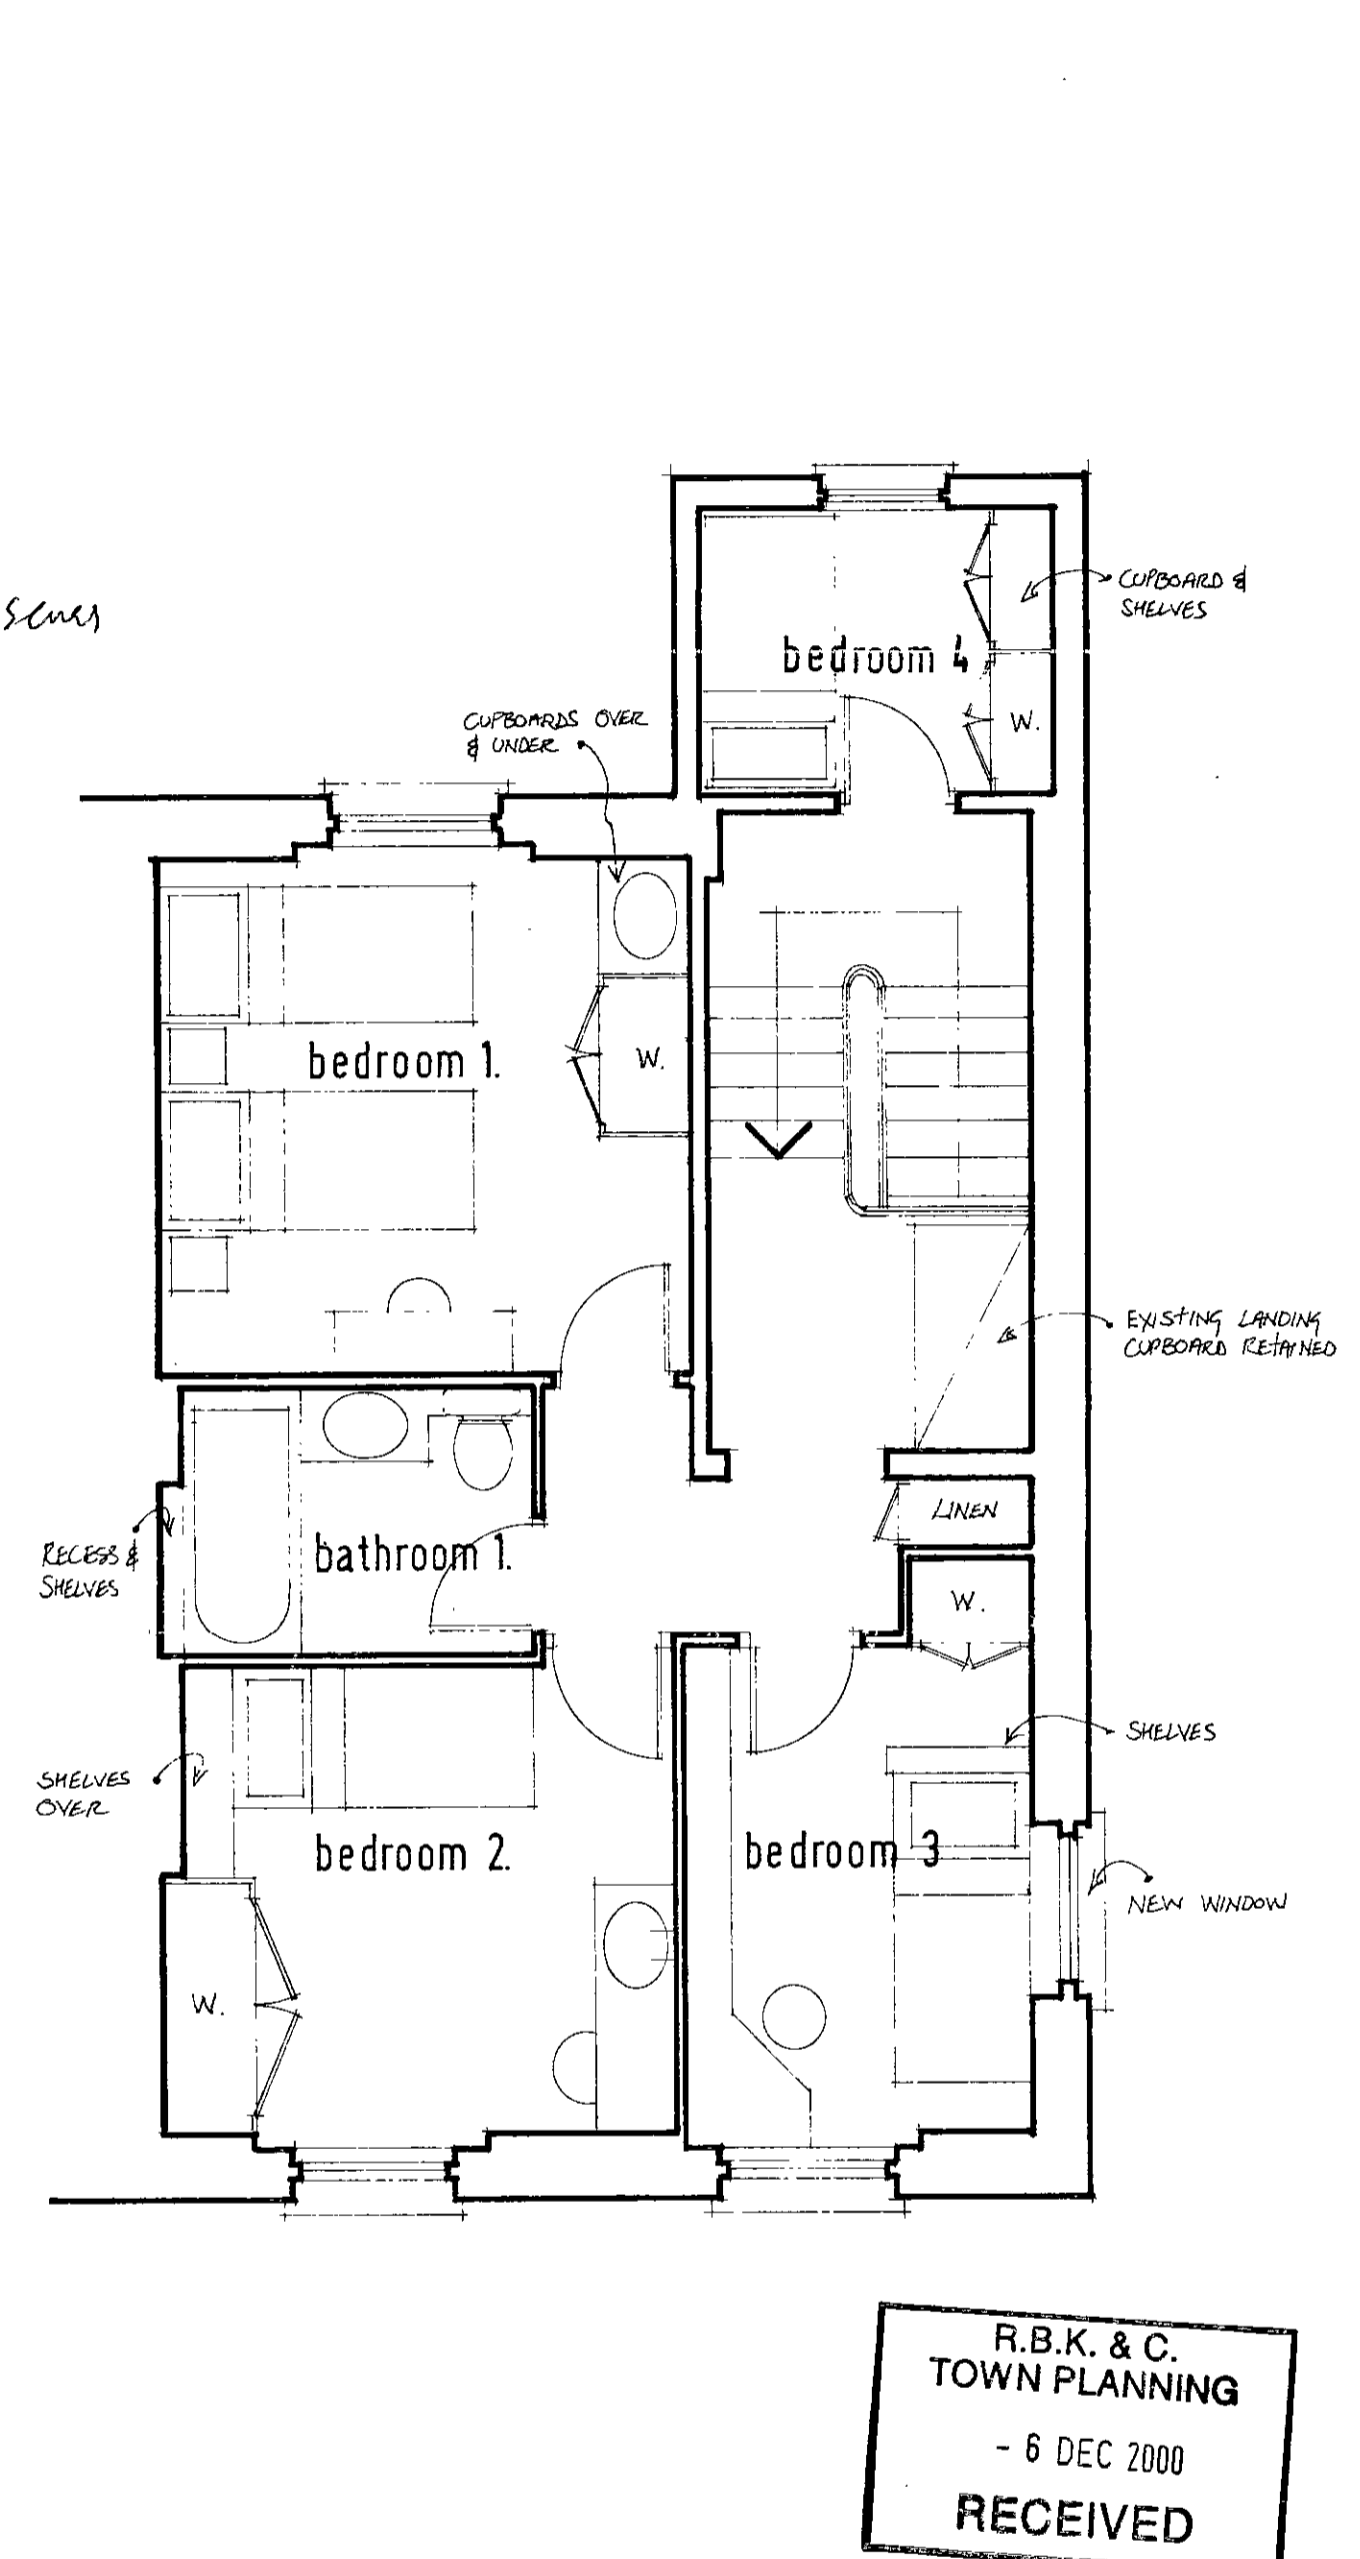 CUPBOARD &
SHELVES
bedroom 4
W.
CUPBOARDS OVER
& UNDER
bedroom 1.
W.
EXISTING LANDING
CUPBOARD RETAINED
LINEN
RECESS &
SHELVES
bathroom 1.
W.
SHELVES
SHELVES
OVER
bedroom 2.
bedroom 3
NEW WINDOW
W.
R.B.K. & C.
TOWN PLANNING
- 6 DEC 2000
RECEIVED